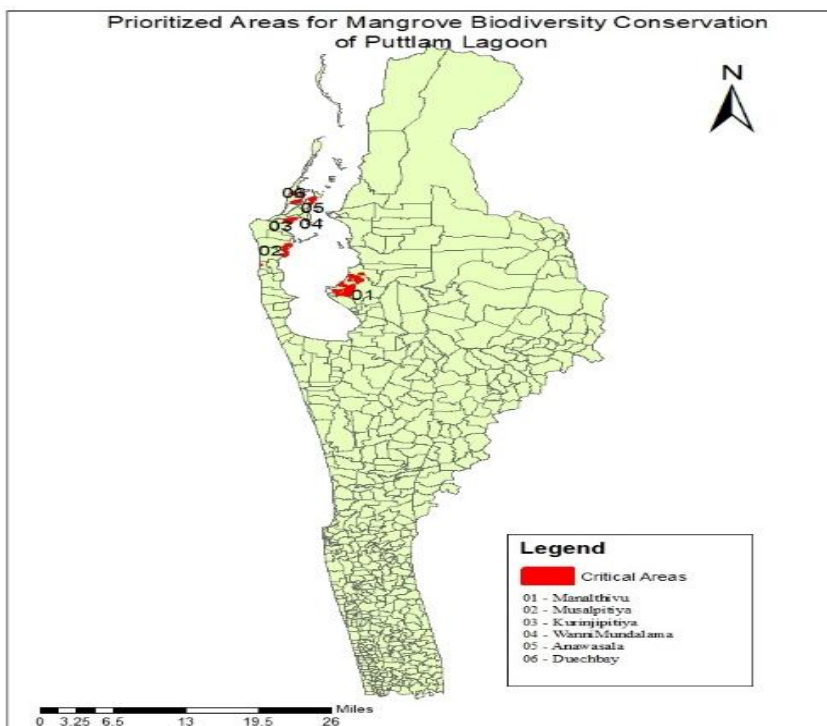 Prioritized Areas for Mangrove Biodiversity Conservation
of Puttlam Lagoon
N
06
05
03 04
02
01
Legend
Critical Areas
01 - Manalthivu
02 - Musalpitiya
03 - Kurinjipitiya
04 - WanniMundalama
05 - Anawasala
06 - Duechbay
Miles
0 3.25 6.5 13 19.5 26